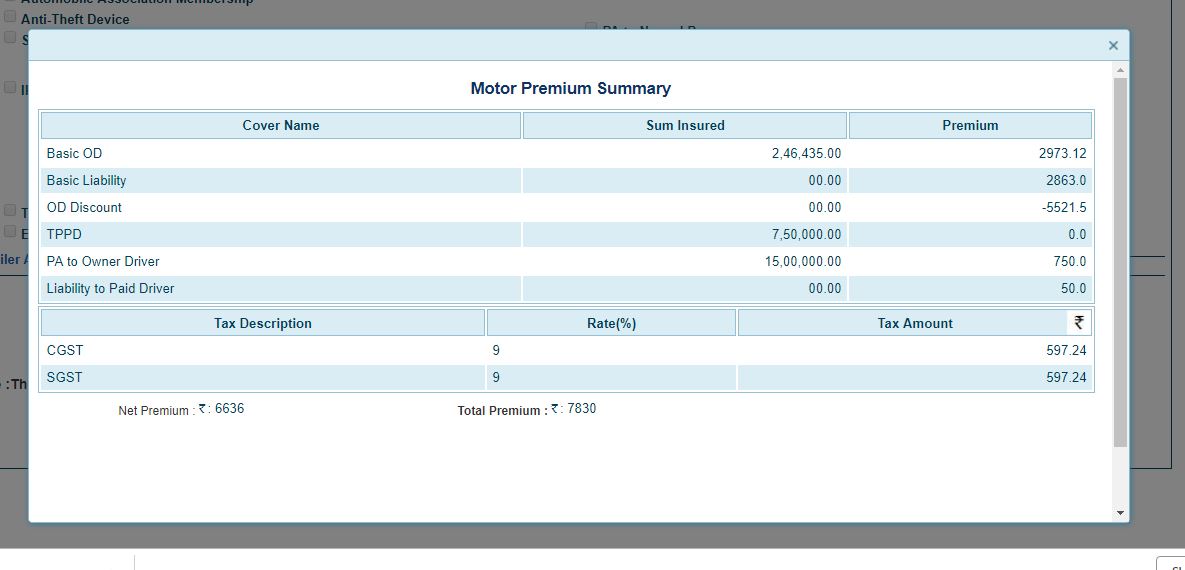 Anti-Theft Device
×
Motor Premium Summary
Cover Name Sum Insured Premium
Basic OD 2,46,435.00 2973.12
Basic Liability 00.00 2863.0
OD Discount 00.00 -5521.5
TPPD 7,50,000.00 0.0
PA to Owner Driver 15,00,000.00 750.0
Liability to Paid Driver 00.00 50.0
Tax Description Rate(%) Tax Amount ₹
CGST 9 597.24
SGST 9 597.24
Net Premium : ₹: 6636 Total Premium : ₹: 7830